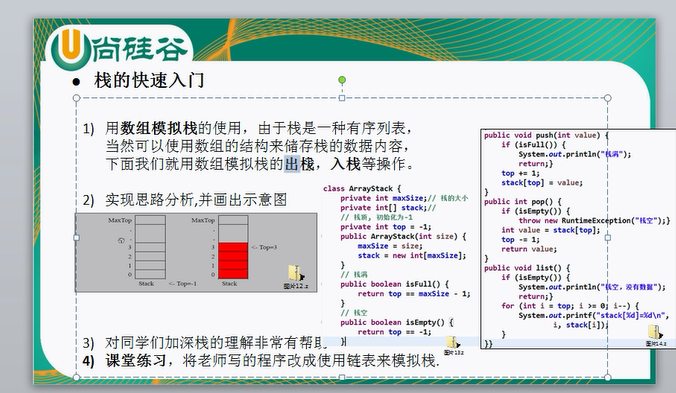 尚硅谷
● 栈的快速入门
1) 用数组模拟栈的使用，由于栈是一种有序列表，
当然可以使用数组的结构来储存栈的数据内容，
下面我们就用数组模拟栈的出栈，入栈等操作。
2) 实现思路分析,并画出示意图
MaxTop
3
2
1
0
Stack
<- Top=-1
MaxTop
3
2
1
0
Stack
<- Top=3
图片12.z
3) 对同学们加深栈的理解非常有帮助
4) 课堂练习，将老师写的程序改成使用链表来模拟栈.
class ArrayStack {
private int maxSize;// 栈的大小
private int[] stack;//
// 栈顶, 初始化为-1
private int top = -1;
public ArrayStack(int size) {
maxSize = size;
stack = new int[maxSize];
}
// 栈满
public boolean isFull() {
return top == maxSize - 1;
}
// 栈空
public boolean isEmpty() {
return top == -1;
}
图片13.z
public void push(int value) {
if (isFull()) {
System.out.println("栈满");
return;}
top += 1;
stack[top] = value;
}
public int pop() {
if (isEmpty()) {
throw new RuntimeException("栈空");}
int value = stack[top];
top -= 1;
return value;
}
public void list() {
if (isEmpty()) {
System.out.println("栈空，没有数据");
return;}
for (int i = top; i >= 0; i--) {
System.out.printf("stack[%d]=%d\n",
i, stack[i]);
}
}}
图片14.z